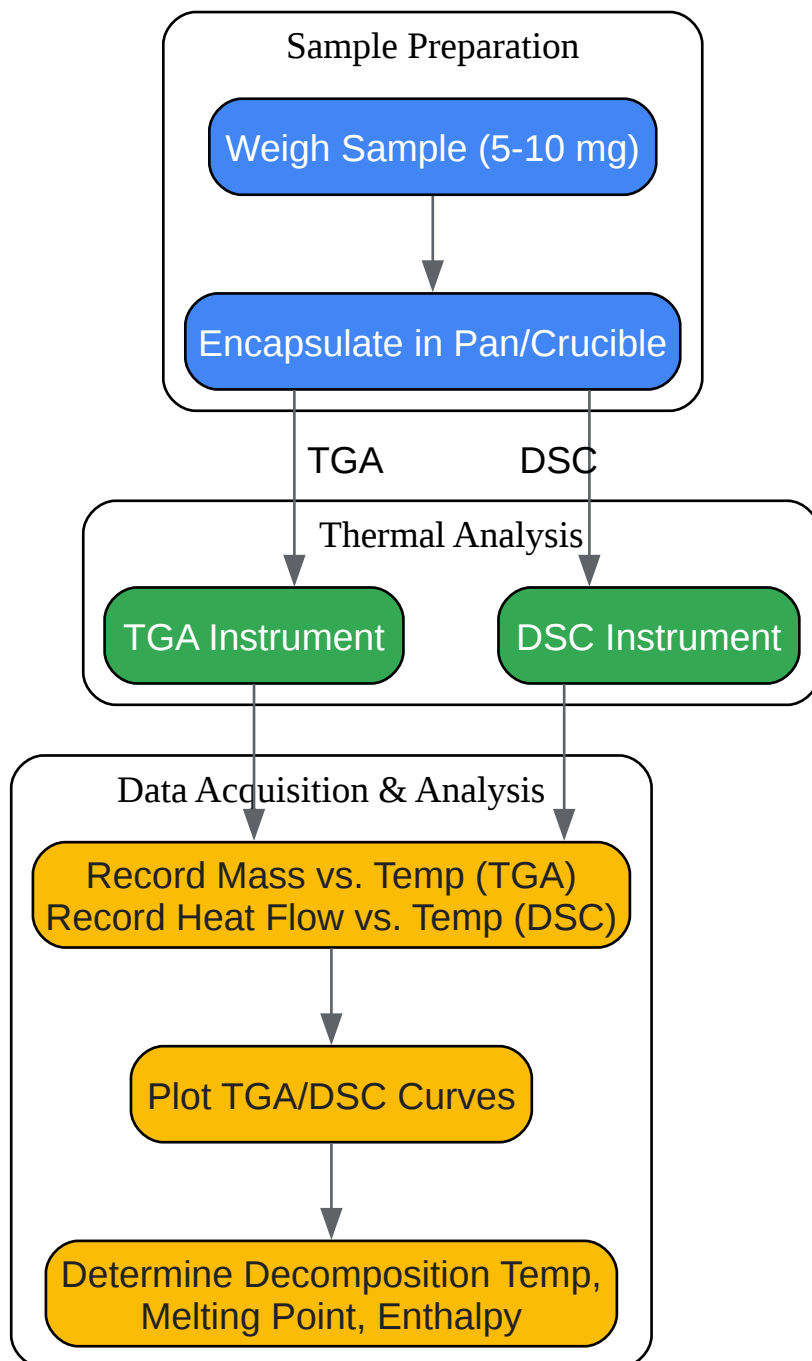 Sample Preparation
Weigh Sample (5-10 mg)
Encapsulate in Pan/Crucible
TGA
DSC
Thermal Analysis
TGA Instrument
DSC Instrument
Data Acquisition & Analysis
Record Mass vs. Temp (TGA)
Record Heat Flow vs. Temp (DSC)
Plot TGA/DSC Curves
Determine Decomposition Temp,
Melting Point, Enthalpy